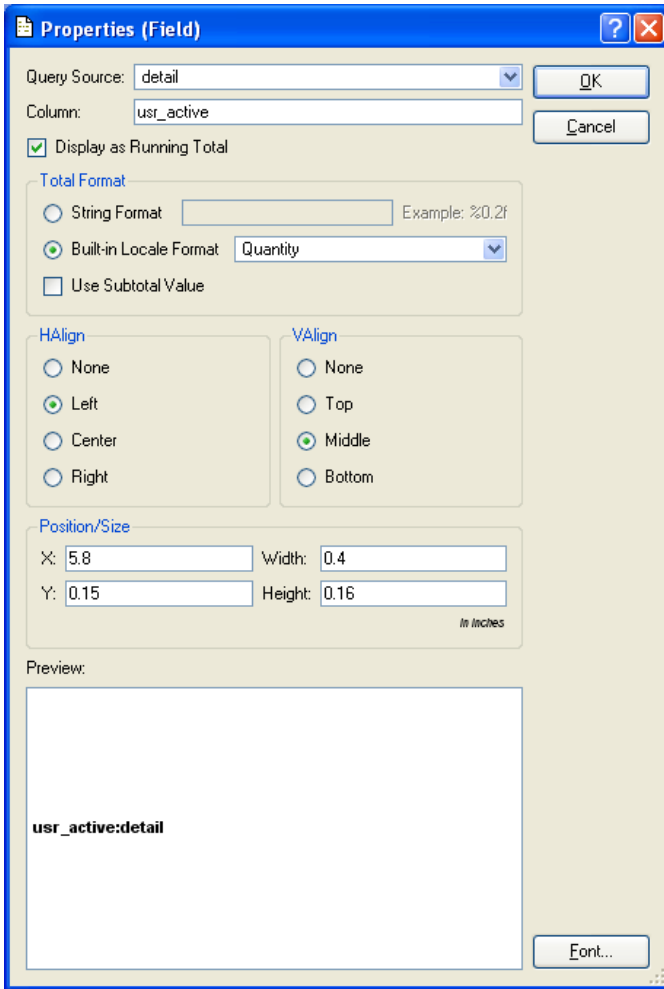 Properties (Field)
Query Source: detail OK
Column: usr_active Cancel
Display as Running Total
Total Format
String Format Example: %0.2f
Built-in Locale Format Quantity
Use Subtotal Value
HAlign VAlign
None None
Left Top
Center Middle
Right Bottom
Position/Size
X: 5.8 Width: 0.4
Y: 0.15 Height: 0.16
in inches
Preview:
usr_active:detail
Font...